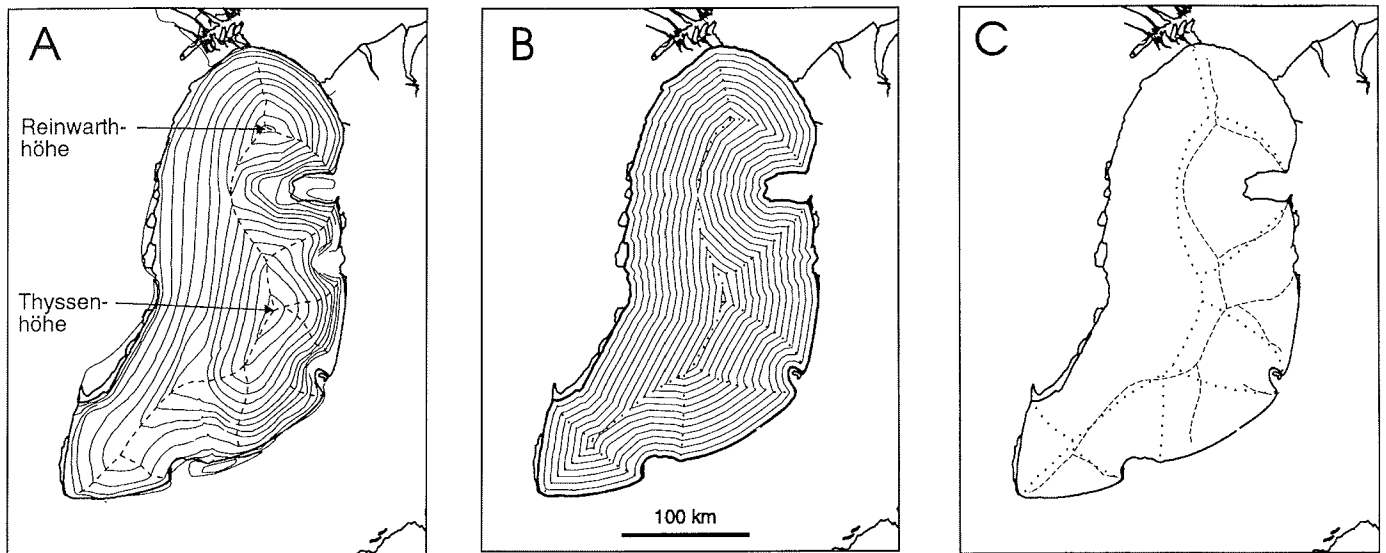 A
Reinwarth-
höhe
Thyssen-
höhe
B
100 km
C